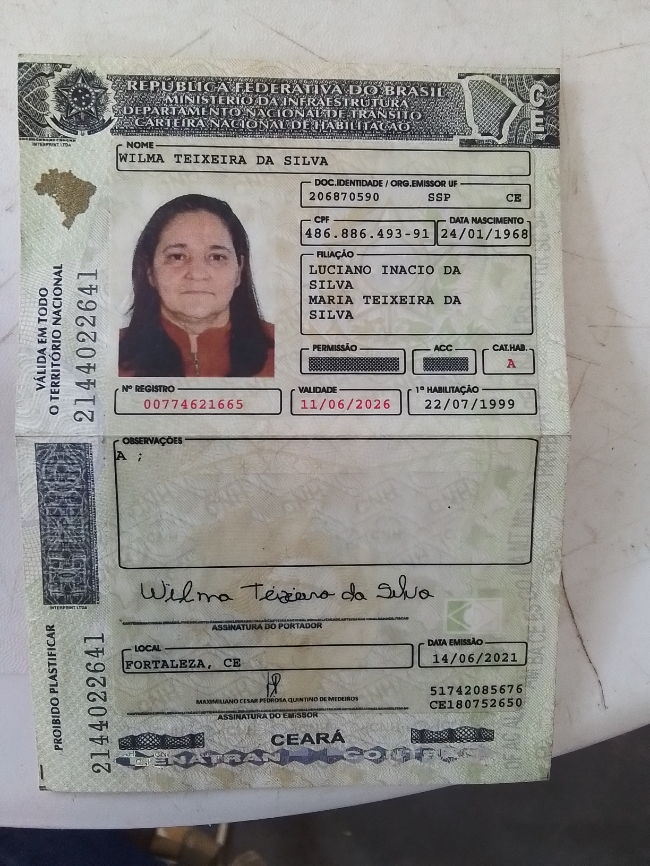 REPÚBLICA FEDERATIVA DO BRASIL
MINISTÉRIO DA INFRAESTRUTURA
DEPARTAMENTO NACIONAL DE TRÂNSITO
CARTEIRA NACIONAL DE HABILITAÇÃO
CE
INTERPRINT LTDA
NOME
WILMA TEIXEIRA DA SILVA
DOC.IDENTIDADE / ORG.EMISSOR UF
206870590 SSP CE
CPF
486.886.493-91
DATA NASCIMENTO
24/01/1968
FILIAÇÃO
LUCIANO INACIO DA
SILVA
MARIA TEIXEIRA DA
SILVA
PERMISSÃO
ACC
CAT.HAB.
A
Nº REGISTRO
00774621665
VALIDADE
11/06/2026
1ª HABILITAÇÃO
22/07/1999
VÁLIDA EM TODO
O TERRITÓRIO NACIONAL
2144022641
OBSERVAÇÕES
A ;
INTERPRINT LTDA
Wilma Teixeira da Silva
ASSINATURA DO PORTADOR
LOCAL
FORTALEZA, CE
DATA EMISSÃO
14/06/2021
MAXIMILIANO CESAR PEDROSA QUINTINO DE MEDEIROS
ASSINATURA DO EMISSOR
51742085676
CE180752650
PROIBIDO PLASTIFICAR
2144022641
CEARÁ
DENATRAN